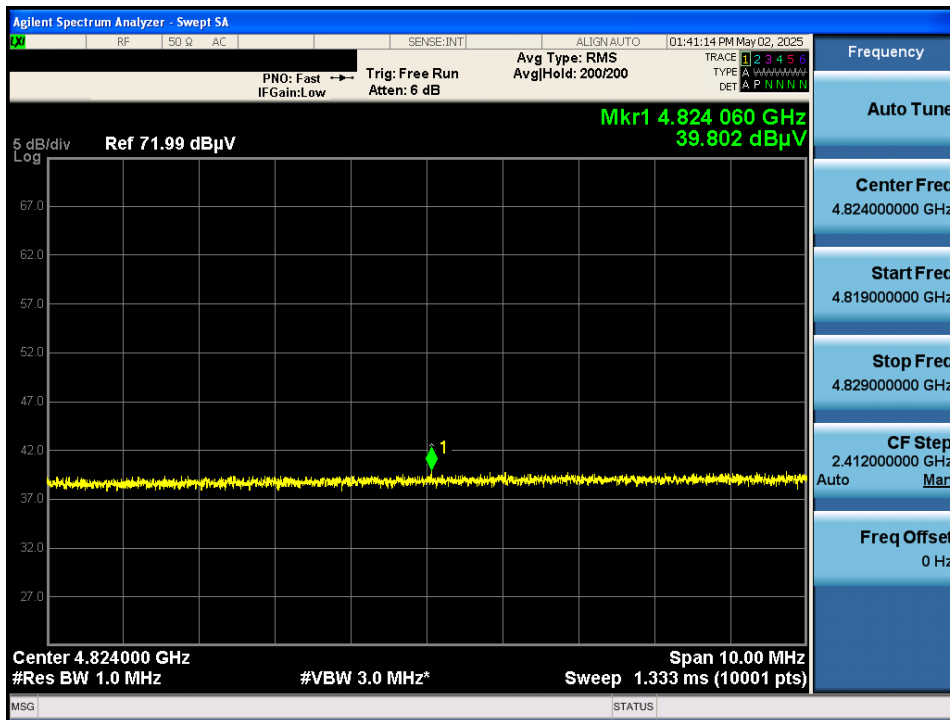 Agilent Spectrum Analyzer - Swept SA
LXI RF 50 Ω AC SENSE:INT ALIGN AUTO 01:41:14 PM May 02, 2025
Frequency
PNO: Fast Trig: Free Run Avg Type: RMS TRACE 1 2 3 4 5 6
IFGain:Low Atten: 6 dB Avg|Hold: 200/200 TYPE A WWWWW
DET A P N N N N
Auto Tune
Mkr1 4.824 060 GHz
39.802 dBµV
5 dB/div Ref 71.99 dBµV
Log
67.0
62.0
57.0
52.0
47.0
42.0
37.0
32.0
27.0
1
Center Freq
4.824000000 GHz
Start Freq
4.819000000 GHz
Stop Freq
4.829000000 GHz
CF Step
2.412000000 GHz
Auto Man
Freq Offset
0 Hz
Center 4.824000 GHz Span 10.00 MHz
#Res BW 1.0 MHz #VBW 3.0 MHz* Sweep 1.333 ms (10001 pts)
MSG STATUS